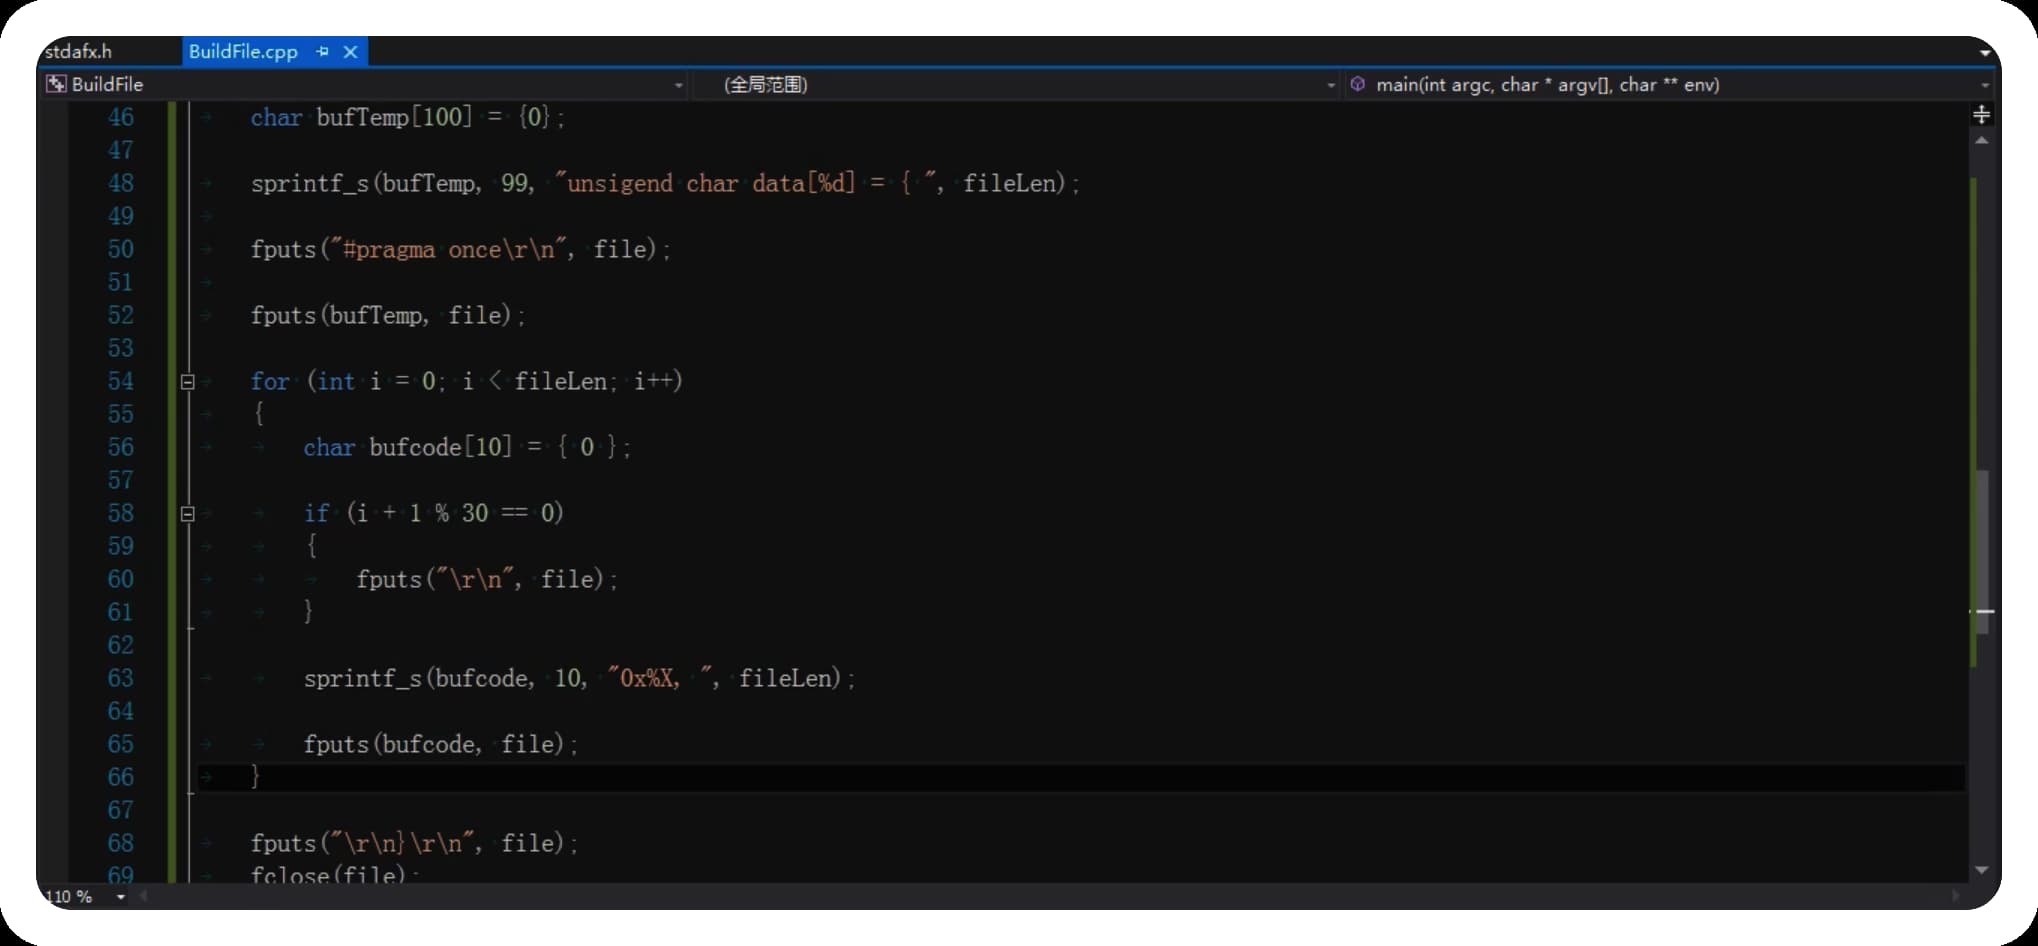 stdafx.h
BuildFile.cpp
BuildFile
(全局范围)
main(int argc, char * argv[], char ** env)
46 char bufTemp[100] = {0};
47
48 sprintf_s(bufTemp, 99, "unsigend char data[%d] = { ", fileLen);
49
50 fputs("#pragma once\r\n", file);
51
52 fputs(bufTemp, file);
53
54 for (int i = 0; i < fileLen; i++)
55 {
56 char bufcode[10] = { 0 };
57
58 if (i + 1 % 30 == 0)
59 {
60 fputs("\r\n", file);
61 }
62
63 sprintf_s(bufcode, 10, "0x%X, ", fileLen);
64
65 fputs(bufcode, file);
66 }
67
68 fputs("\r\n}\r\n", file);
69 fclose(file);
110 %